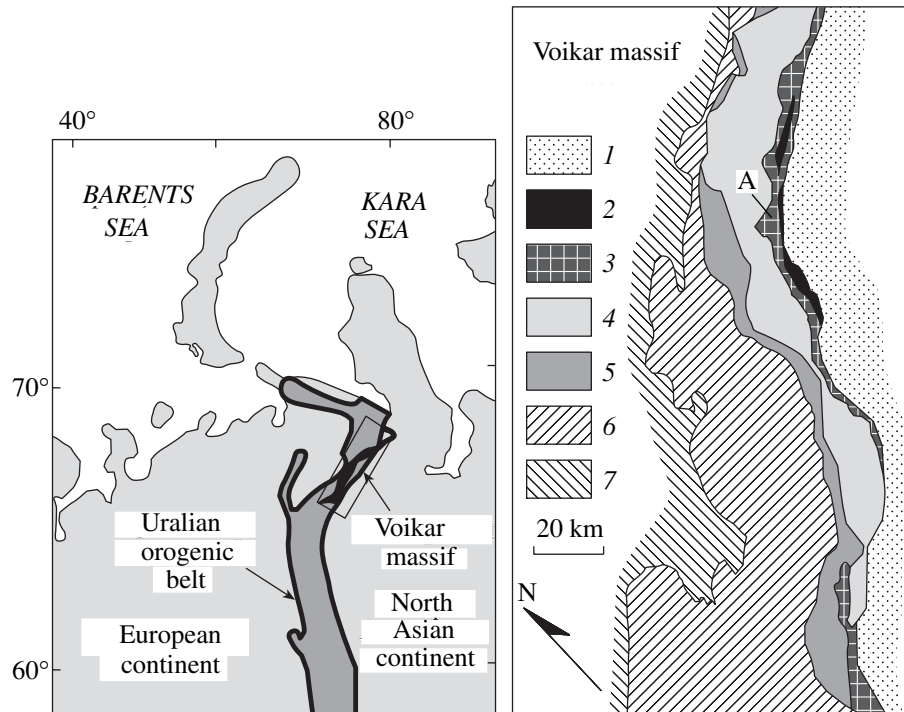 40°
80°
BARENTS
SEA
KARA
SEA
70°
Uralian
orogenic
belt
Voikar
massif
North
Asian
continent
European
continent
60°
Voikar massif
1
2
3
4
5
6
7
20 km
N
A